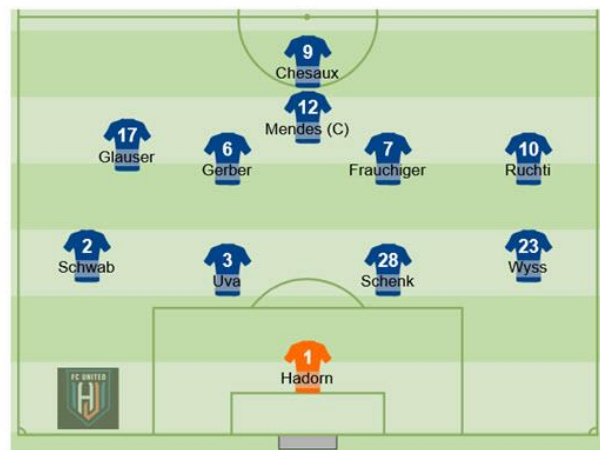 9
Chesaux
12
Mendes (C)
17
Glauser
6
Gerber
7
Frauchiger
10
Ruchti
2
Schwab
3
Uva
28
Schenk
23
Wyss
1
Hadorn
FC UNITED